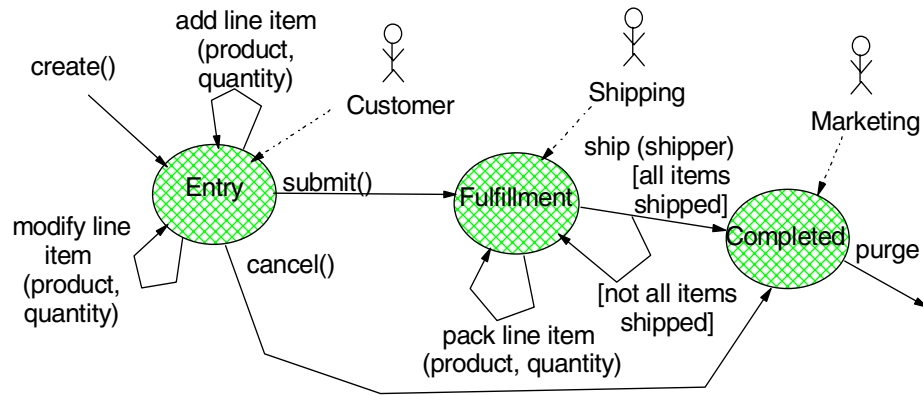 add line item
(product,
quantity)
create()
Customer
Shipping
Marketing
Entry
submit()
Fulfillment
ship (shipper)
[all items
shipped]
Completed
purge
modify line
item
(product,
quantity)
cancel()
[not all items
shipped]
pack line item
(product, quantity)